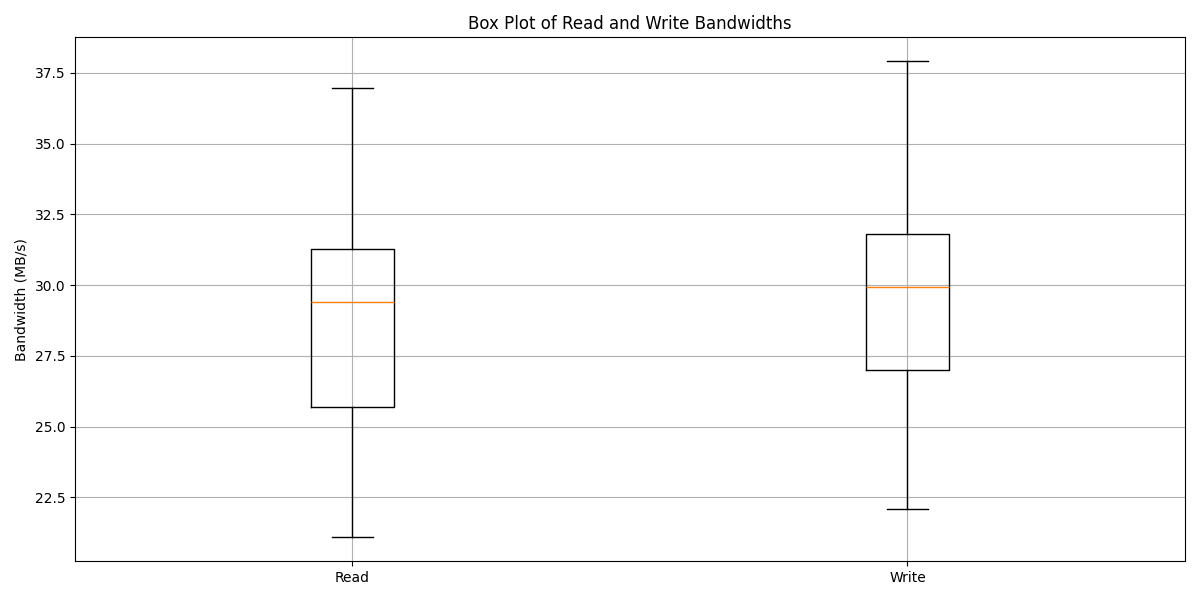 Box Plot of Read and Write Bandwidths
Bandwidth (MB/s)
37.5
35.0
32.5
30.0
27.5
25.0
22.5
Read
Write